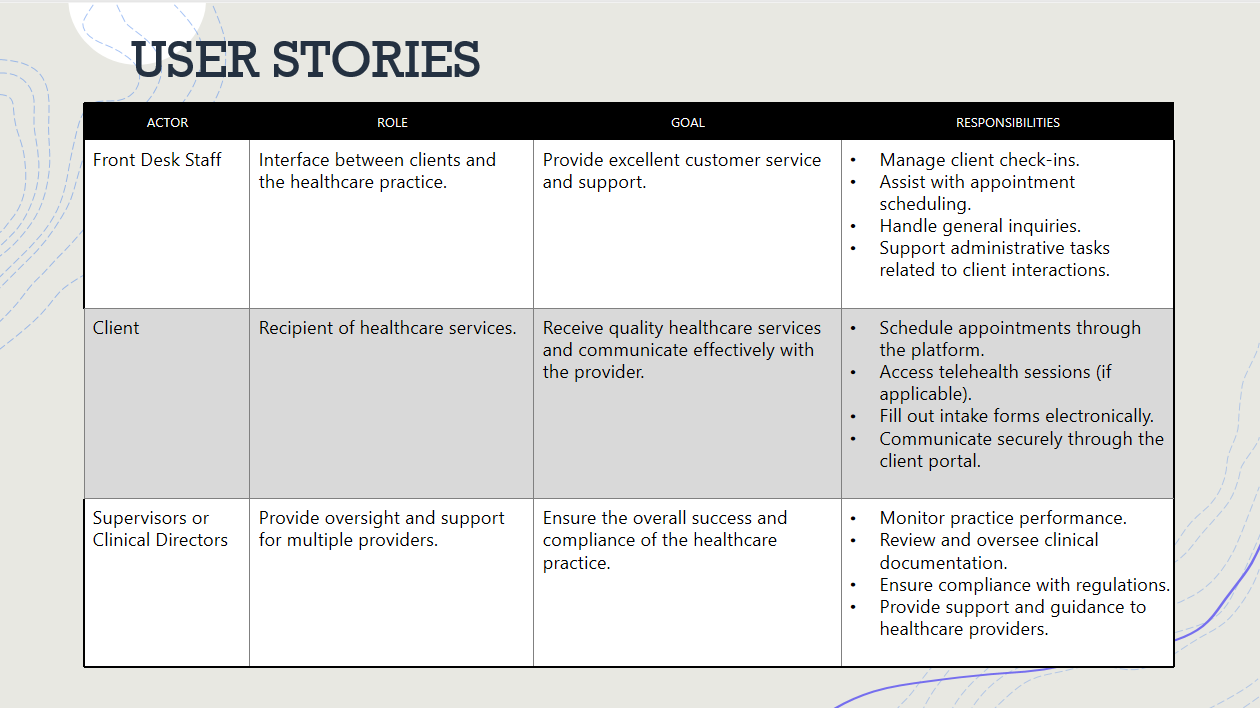 USER STORIES
ACTOR ROLE GOAL RESPONSIBILITIES
Front Desk Staff
Interface between clients and
the healthcare practice.
Provide excellent customer service
and support.
• Manage client check-ins.
• Assist with appointment
scheduling.
• Handle general inquiries.
• Support administrative tasks
related to client interactions.
Client
Recipient of healthcare services.
Receive quality healthcare services
and communicate effectively with
the provider.
• Schedule appointments through
the platform.
• Access telehealth sessions (if
applicable).
• Fill out intake forms electronically.
• Communicate securely through the
client portal.
Supervisors or
Clinical Directors
Provide oversight and support
for multiple providers.
Ensure the overall success and
compliance of the healthcare
practice.
• Monitor practice performance.
• Review and oversee clinical
documentation.
• Ensure compliance with regulations.
• Provide support and guidance to
healthcare providers.